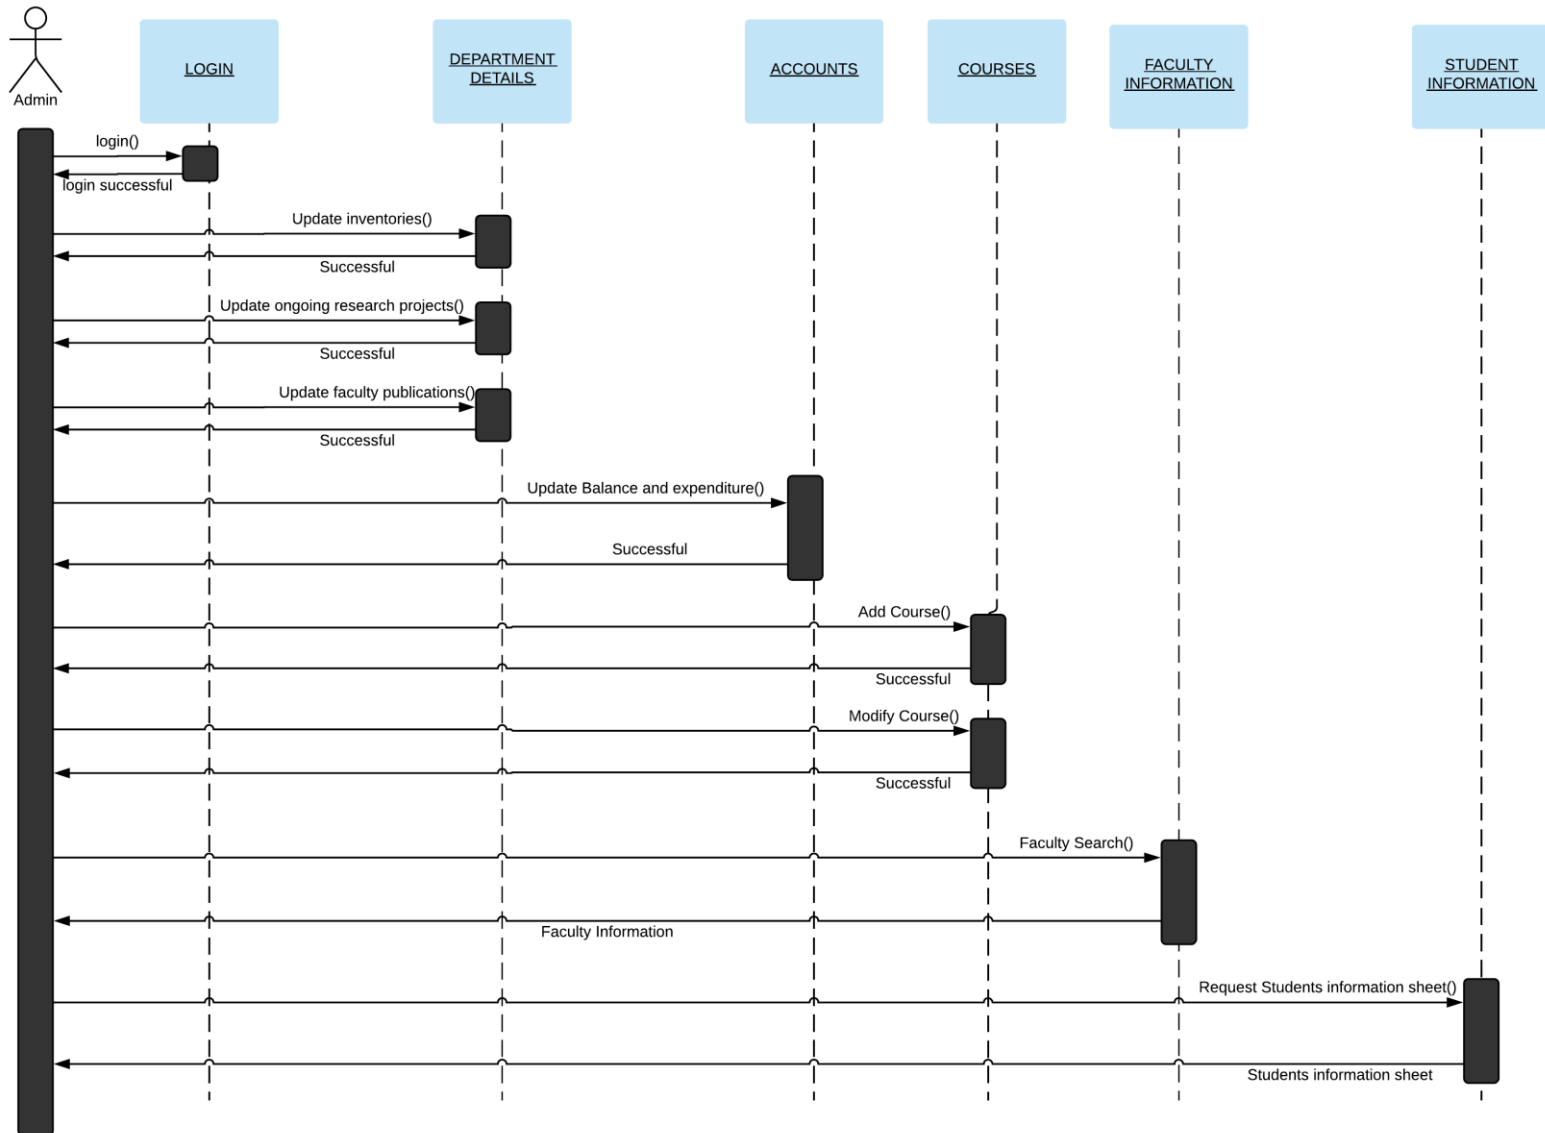 Admin
LOGIN
DEPARTMENT
DETAILS
ACCOUNTS
COURSES
FACULTY
INFORMATION
STUDENT
INFORMATION
login()
login successful
Update inventories()
Successful
Update ongoing research projects()
Successful
Update faculty publications()
Successful
Update Balance and expenditure()
Successful
Add Course()
Successful
Modify Course()
Successful
Faculty Search()
Faculty Information
Request Students information sheet()
Students information sheet